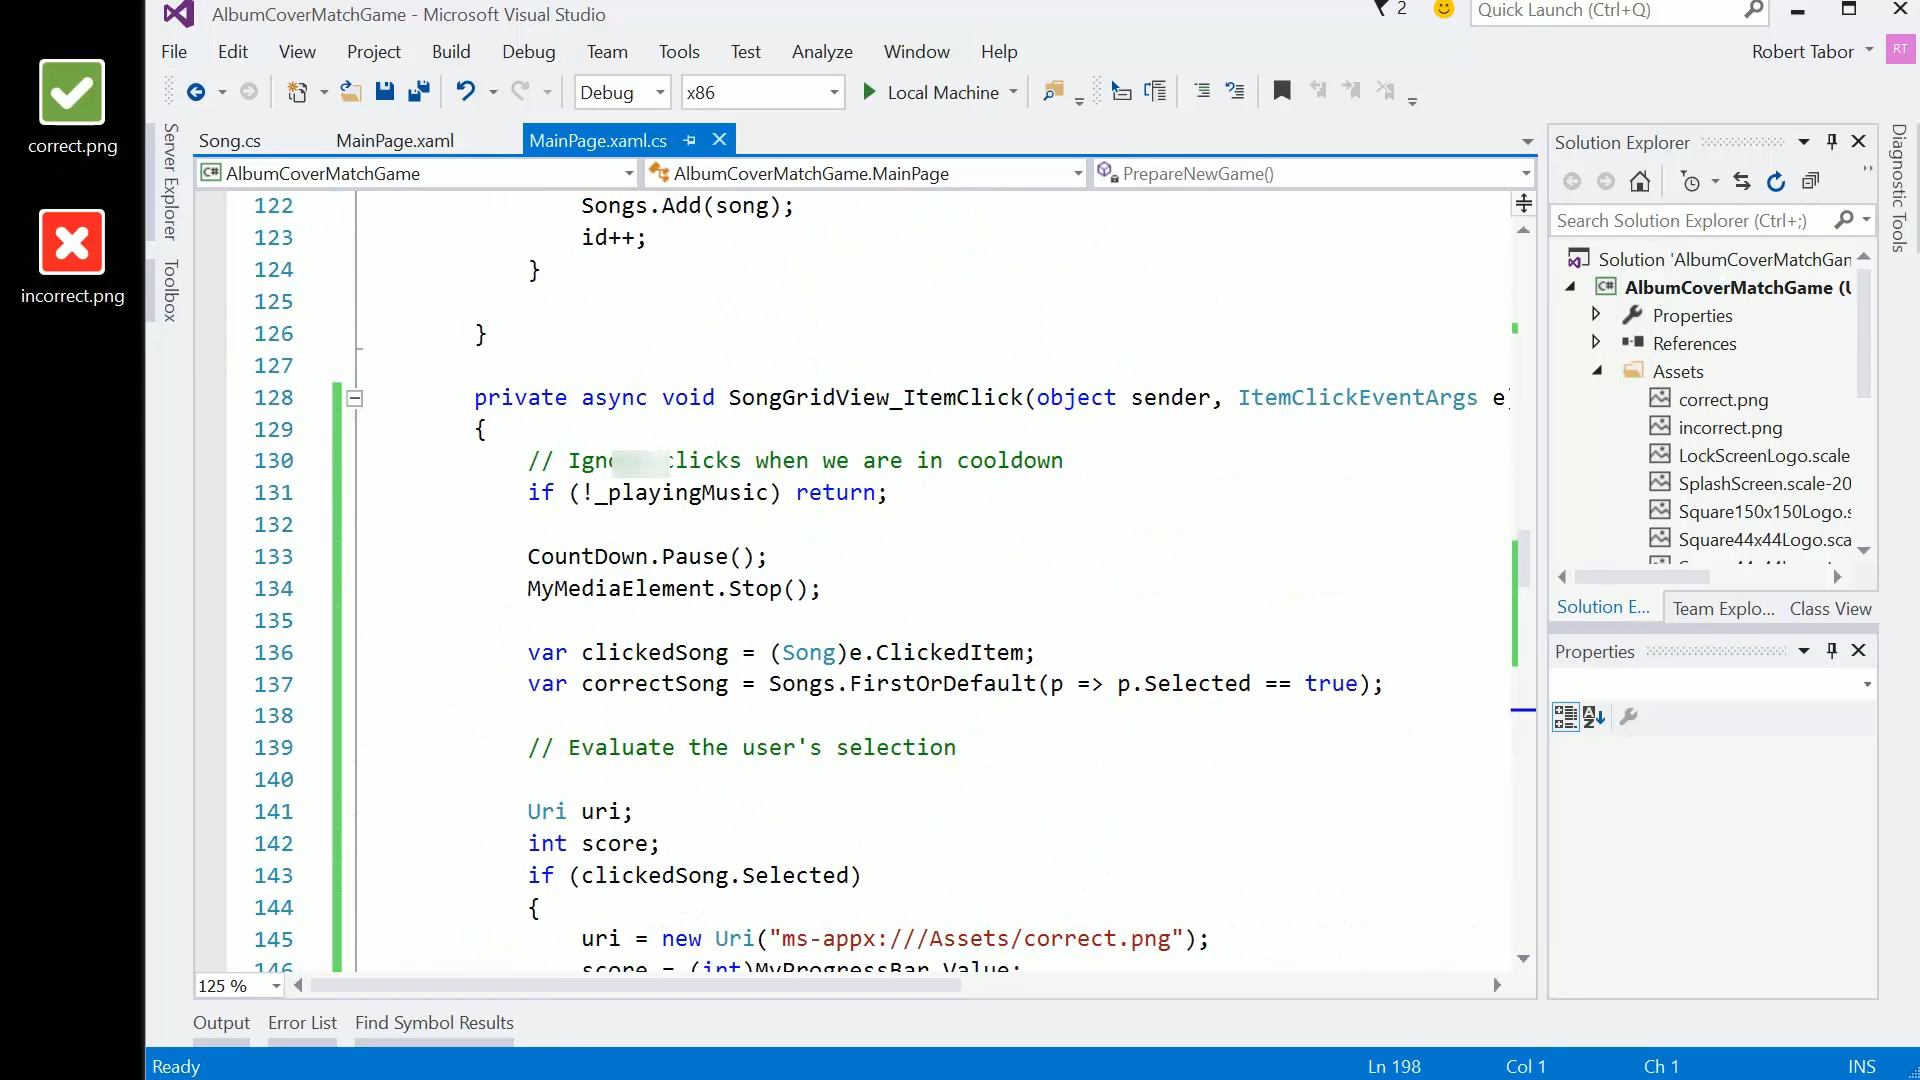 AlbumCoverMatchGame - Microsoft Visual Studio
2
Quick Launch (Ctrl+Q)
File Edit View Project Build Debug Team Tools Test Analyze Window Help
Robert Tabor RT
Debug x86 Local Machine
correct.png
incorrect.png
Server Explorer
Toolbox
Song.cs MainPage.xaml MainPage.xaml.cs
C# AlbumCoverMatchGame AlbumCoverMatchGame.MainPage PrepareNewGame()
122 Songs.Add(song);
123 id++;
124 }
125
126 }
127
128 private async void SongGridView_ItemClick(object sender, ItemClickEventArgs e)
129 {
130 // clicks when we are in cooldown
131 if (!_playingMusic) return;
132
133 CountDown.Pause();
134 MyMediaElement.Stop();
135
136 var clickedSong = (Song)e.ClickedItem;
137 var correctSong = Songs.FirstOrDefault(p => p.Selected == true);
138
139 // Evaluate the user's selection
140
141 Uri uri;
142 int score;
143 if (clickedSong.Selected)
144 {
145 uri = new Uri("ms-appx:///Assets/correct.png");
146 score = (int)MyProgressBar.Value;
125 %
Output Error List Find Symbol Results
Ready Ln 198 Col 1 Ch 1 INS
Solution Explorer
Search Solution Explorer (Ctrl+;)
Solution 'AlbumCoverMatchGam
C# AlbumCoverMatchGame (U
Properties
References
Assets
correct.png
incorrect.png
LockScreenLogo.scale
SplashScreen.scale-20
Square150x150Logo.s
Square44x44Logo.sca
Solution E... Team Explo... Class View
Properties
Diagnostic Tools